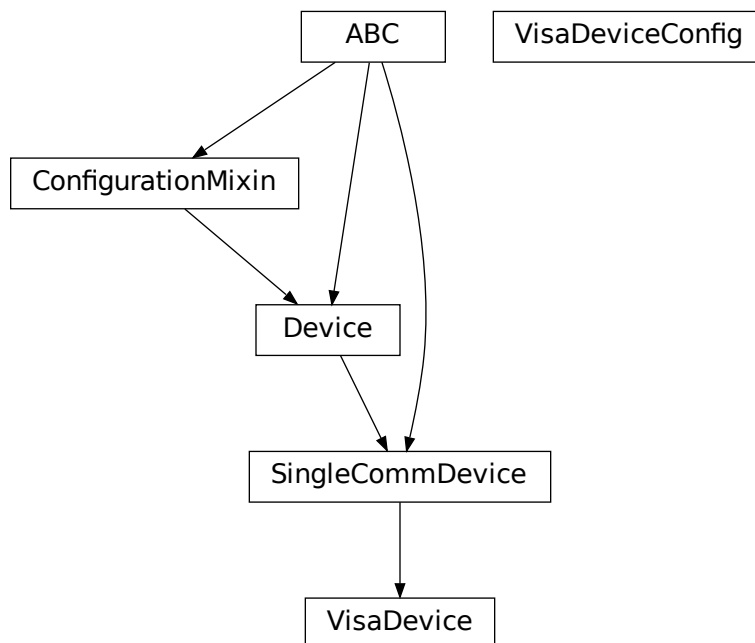 ABC
VisaDeviceConfig
ConfigurationMixin
Device
SingleCommDevice
VisaDevice